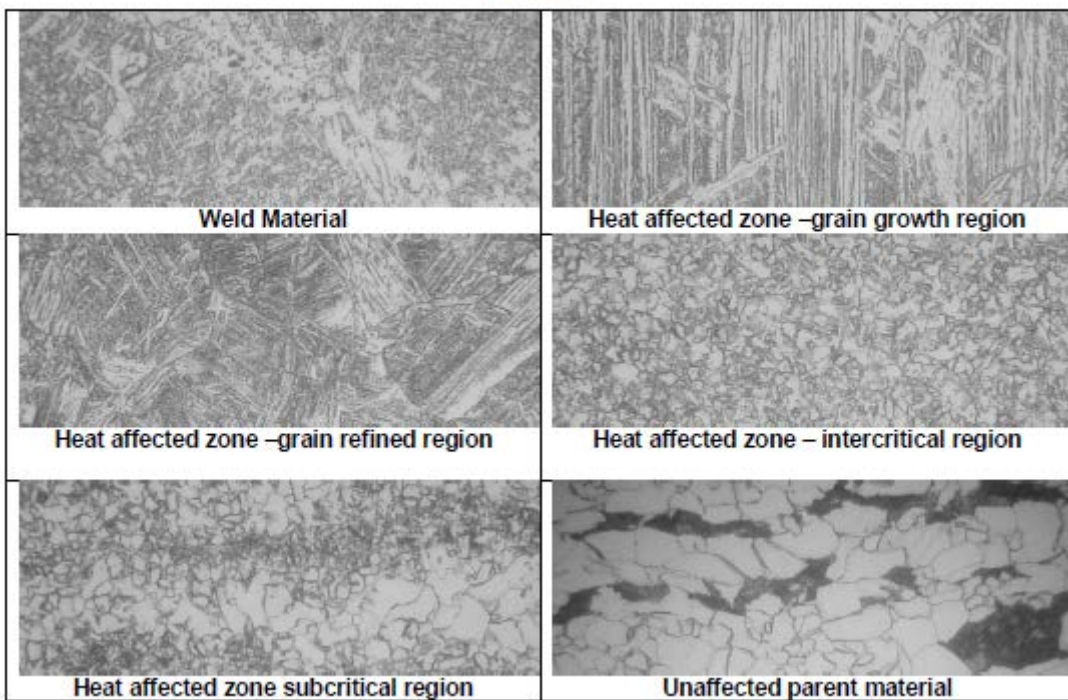 Weld Material
Heat affected zone –grain growth region
Heat affected zone –grain refined region
Heat affected zone – intercritical region
Heat affected zone subcritical region
Unaffected parent material